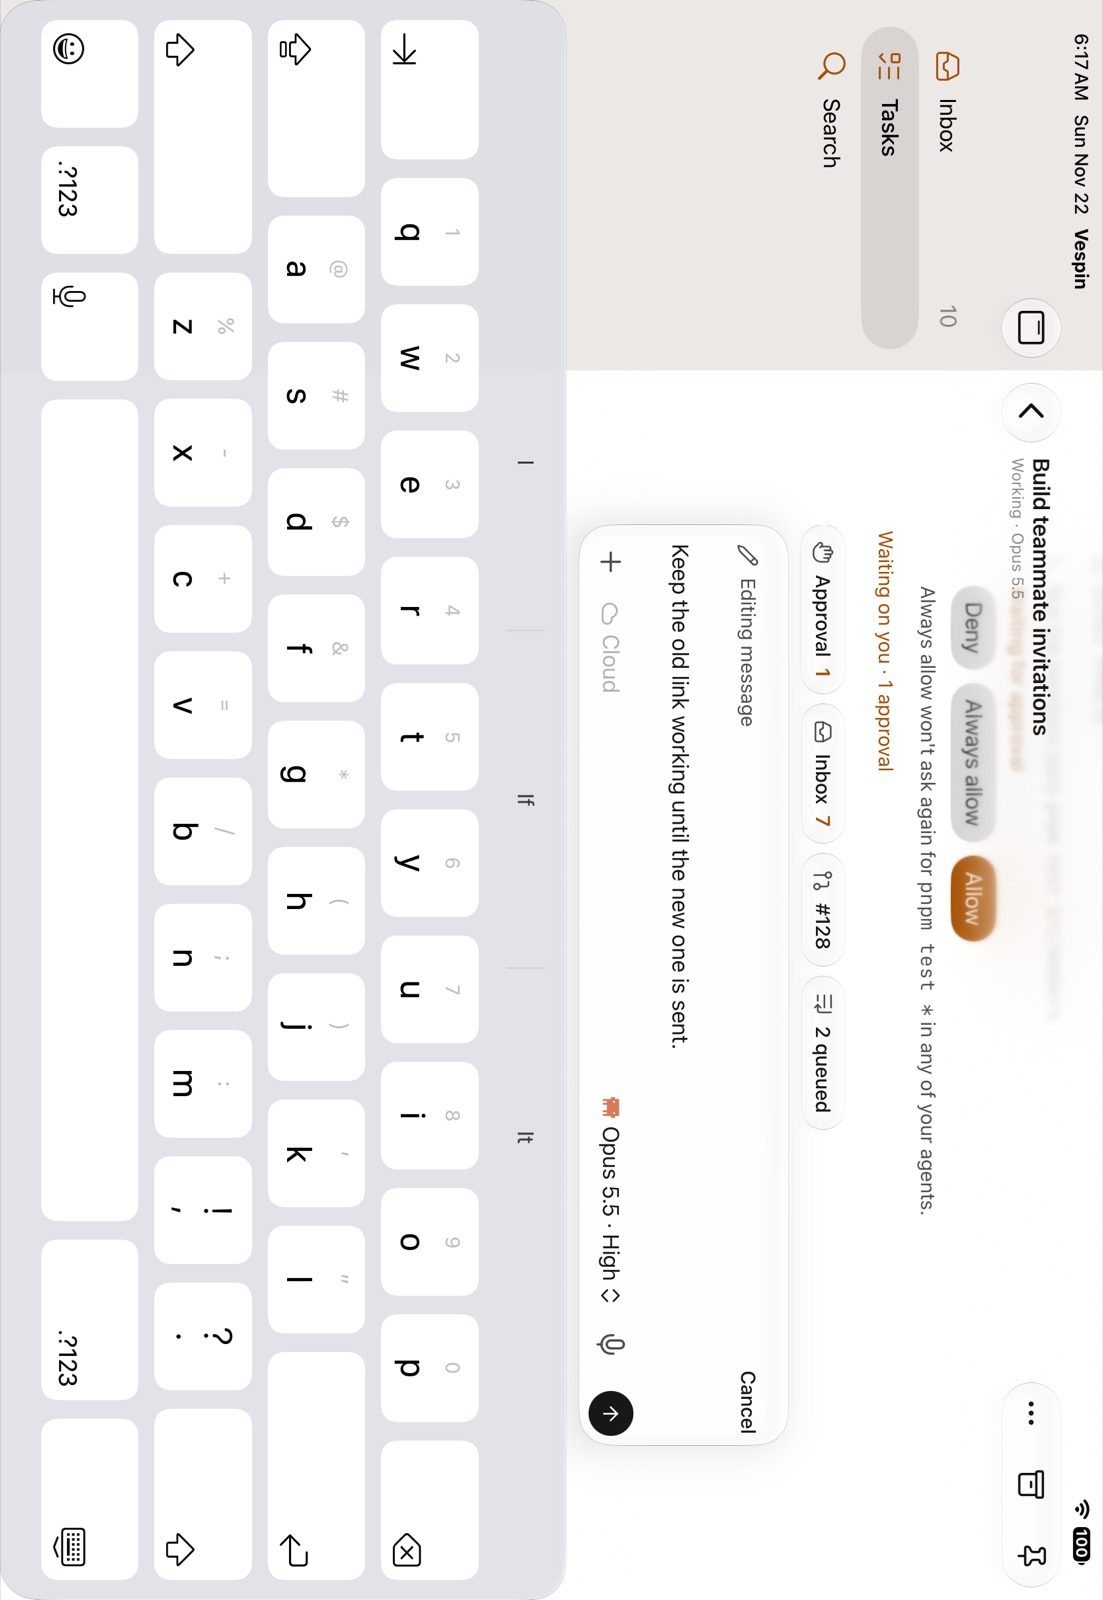 6:17 AM Sun Nov 22 Vespin
100
Build teammate invitations
Working · Opus 5.5
Waiting for approval
Inbox 10
Tasks
Search
Deny Always allow Allow
Always allow won't ask again for pnpm test * in any of your agents.
Waiting on you · 1 approval
Approval 1 Inbox 7 #128 2 queued
Editing message Cancel
Keep the old link working until the new one is sent.
Cloud Opus 5.5 · High
I If It
1 2 3 4 5 6 7 8 9 0
q w e r t y u i o p
@ # $ & * ( ) ' "
a s d f g h j k l
% - + = / ; : ! ?
z x c v b n m , .
.?123 .?123